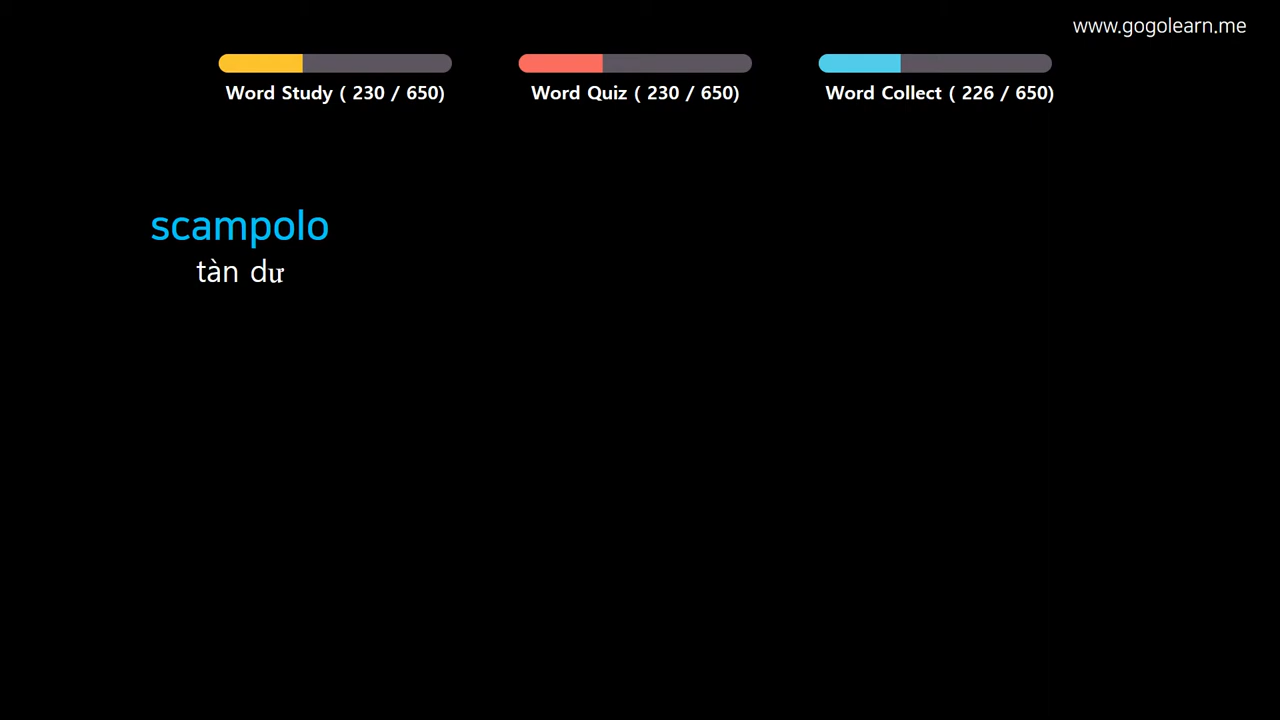 www.gogolearn.me
Word Study ( 230 / 650)
Word Quiz ( 230 / 650)
Word Collect ( 226 / 650)
scampolo
tàn dư